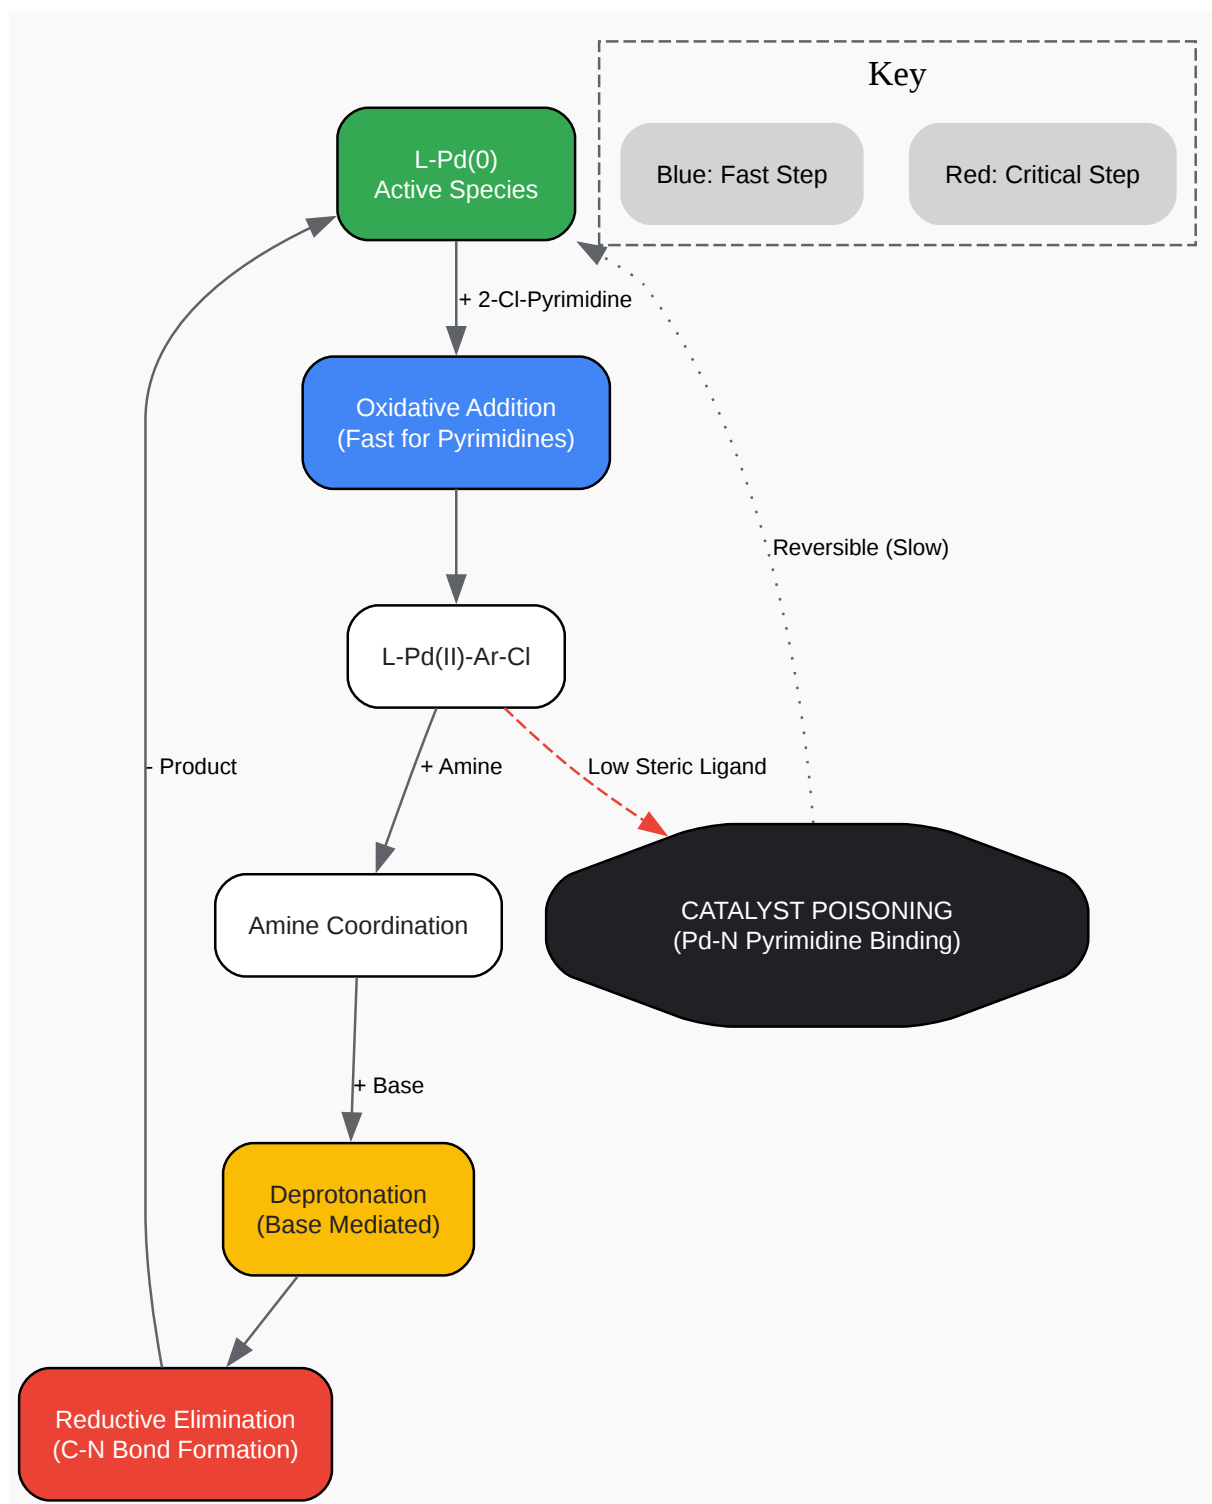 Key
Blue: Fast Step
Red: Critical Step
L-Pd(0)
Active Species
+ 2-Cl-Pyrimidine
Oxidative Addition
(Fast for Pyrimidines)
Reversible (Slow)
L-Pd(II)-Ar-Cl
- Product
+ Amine
Low Steric Ligand
Amine Coordination
CATALYST POISONING
(Pd-N Pyrimidine Binding)
+ Base
Deprotonation
(Base Mediated)
Reductive Elimination
(C-N Bond Formation)